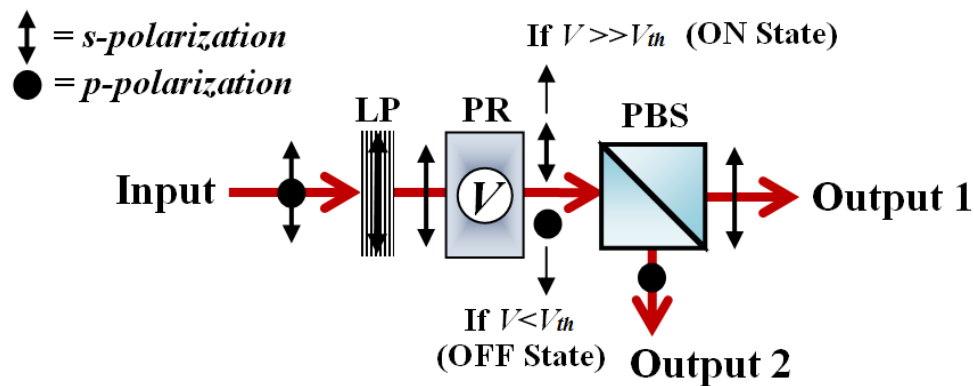 = s-polarization
= p-polarization
If V >>Vth (ON State)
LP
PR
PBS
Input
V
Output 1
If V<Vth
(OFF State)
Output 2